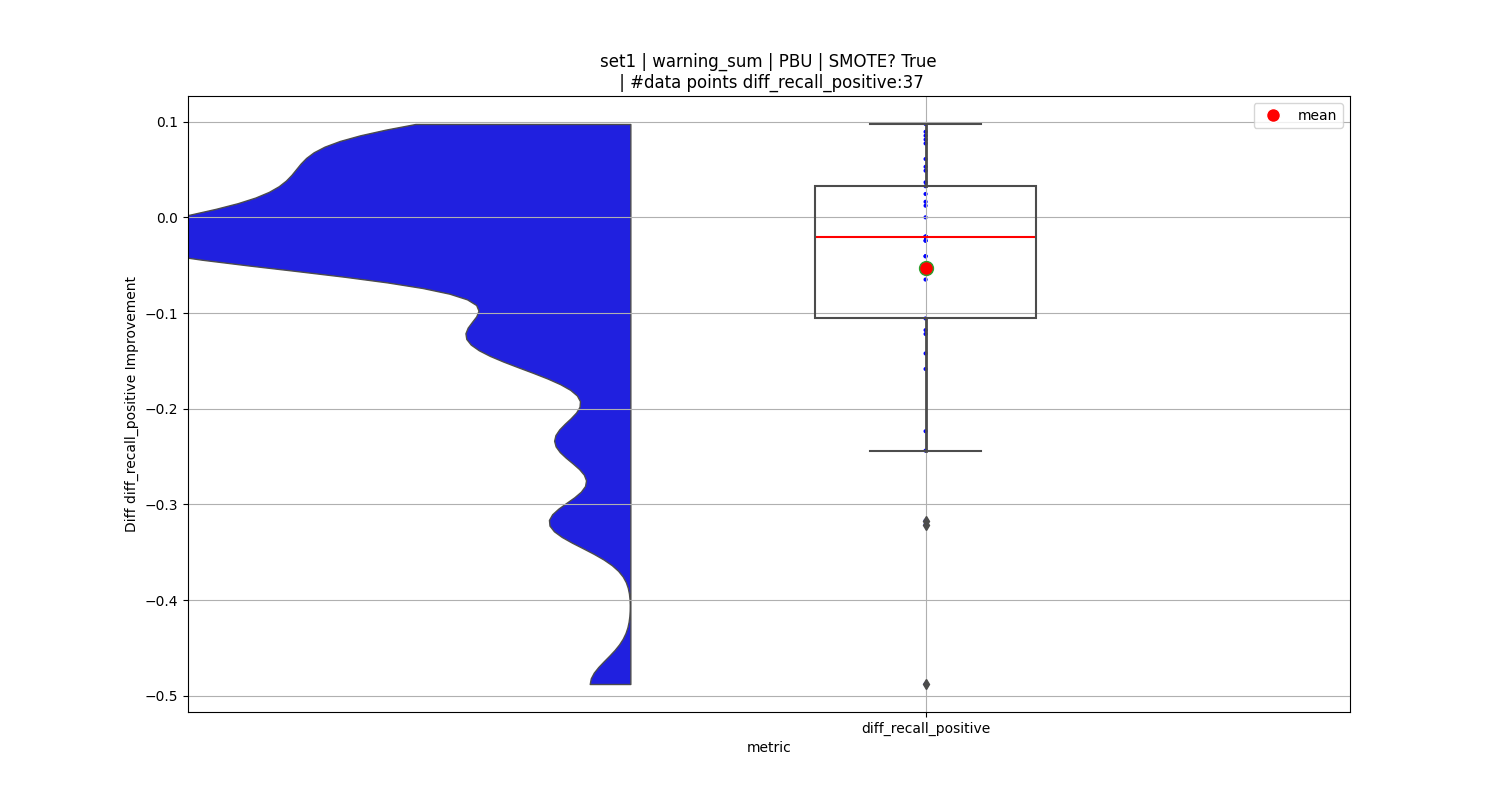 set1 | warning_sum | PBU | SMOTE? True
| #data points diff_recall_positive:37
mean
0.1
0.0
−0.1
−0.2
−0.3
−0.4
−0.5
Diff diff_recall_positive Improvement
diff_recall_positive
metric